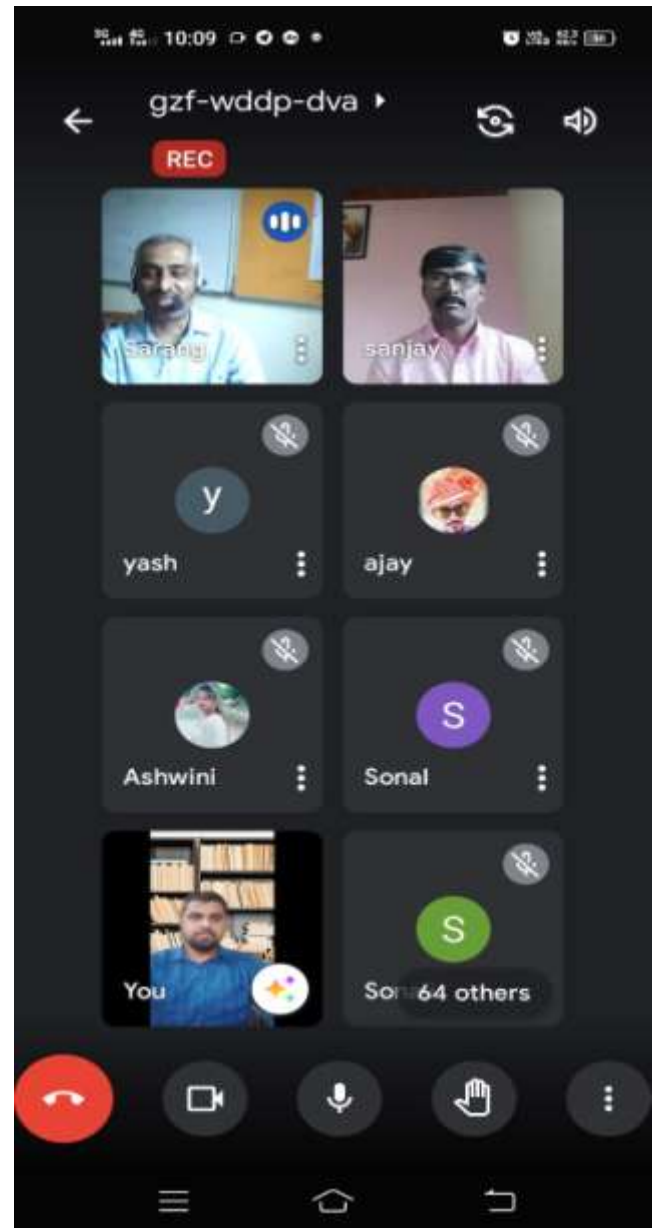 10:09
gzf-wddp-dva
REC
Sarang
sanjay
y
yash
ajay
Ashwini
S
Sonal
You
S
64 others